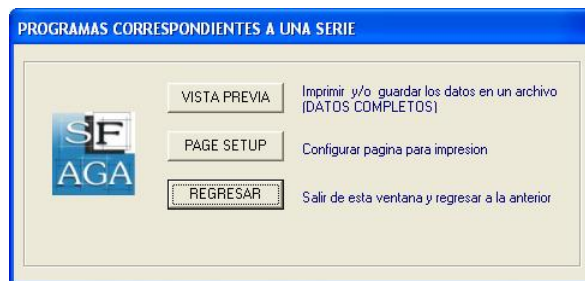 PROGRAMAS CORRESPONDIENTES A UNA SERIE
VISTA PREVIA
Imprimir y/o guardar los datos en un archivo
(DATOS COMPLETOS)
SF
AGA
PAGE SETUP
Configurar pagina para impresion
REGRESAR
Salir de esta ventana y regresar a la anterior